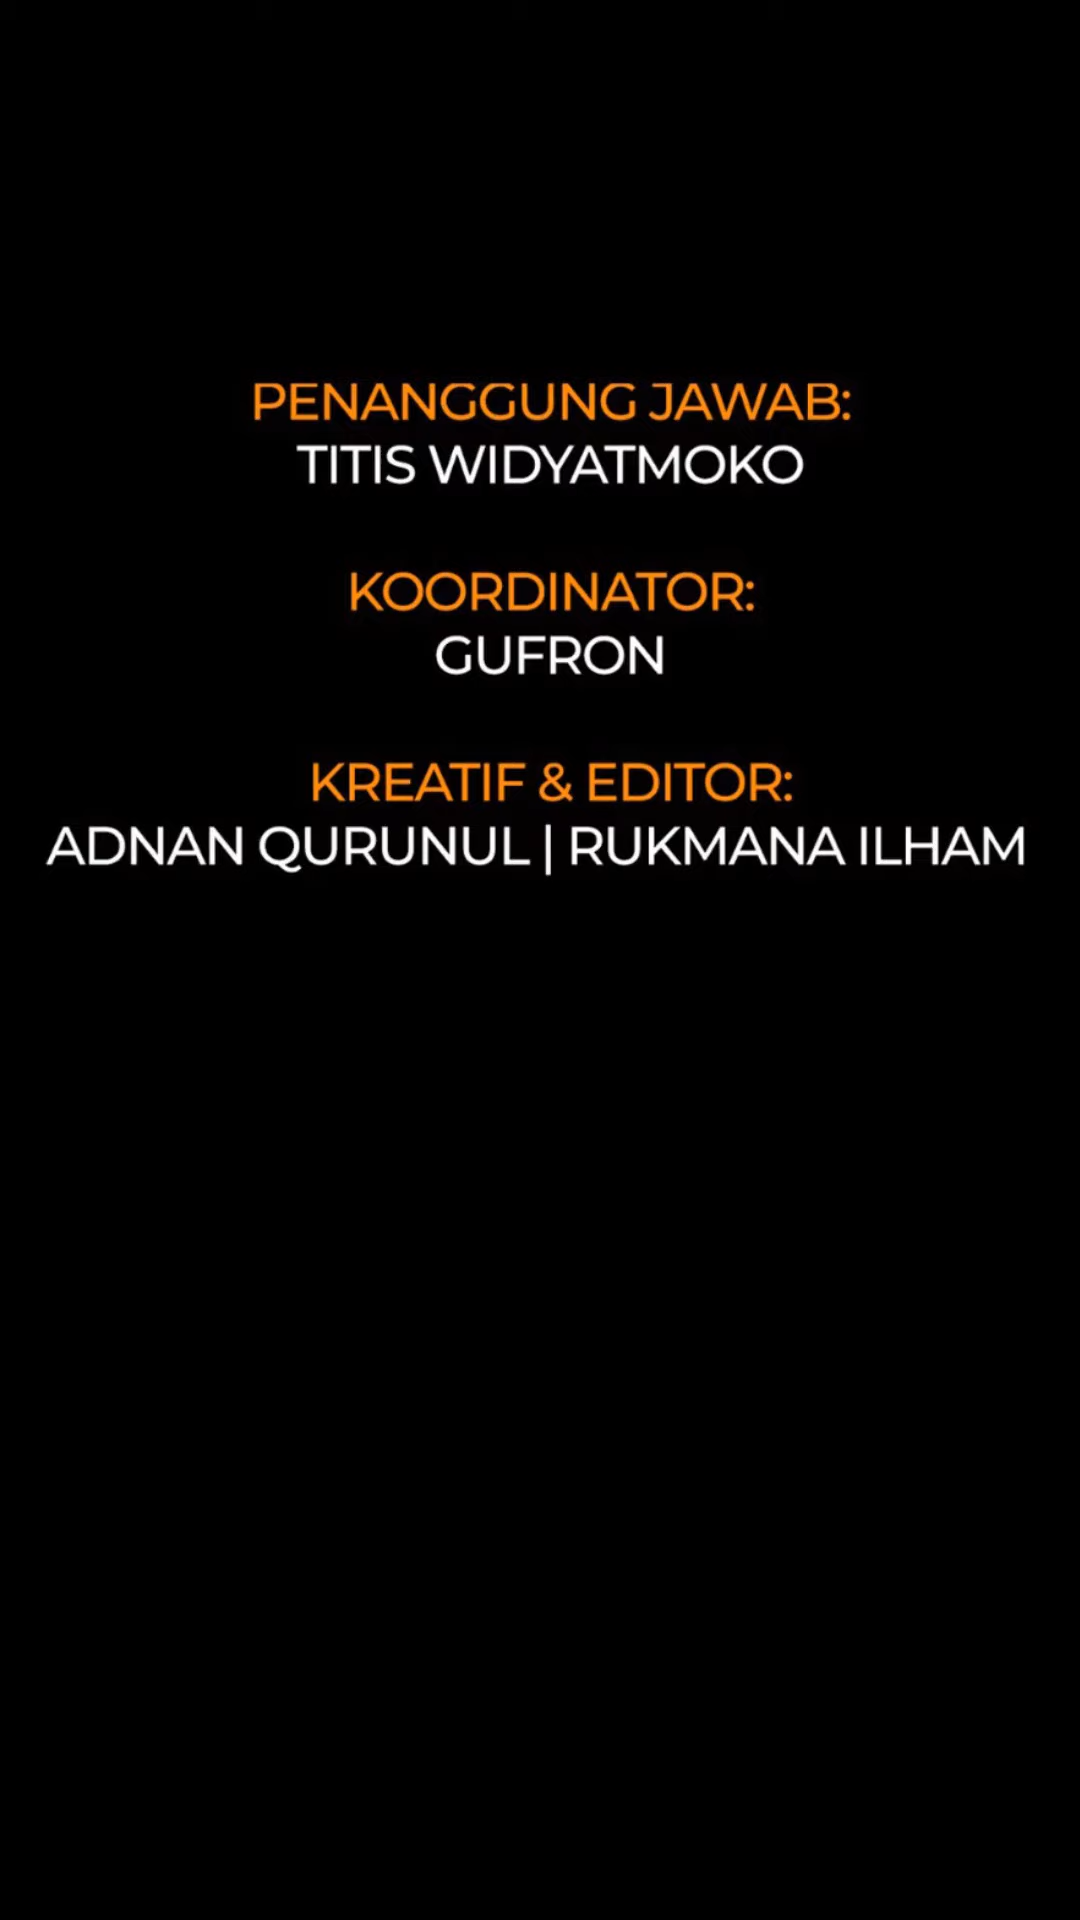 PENANGGUNG JAWAB:
TITIS WIDYATMOKO
KOORDINATOR:
GUFRON
KREATIF & EDITOR:
ADNAN QURUNUL | RUKMANA ILHAM